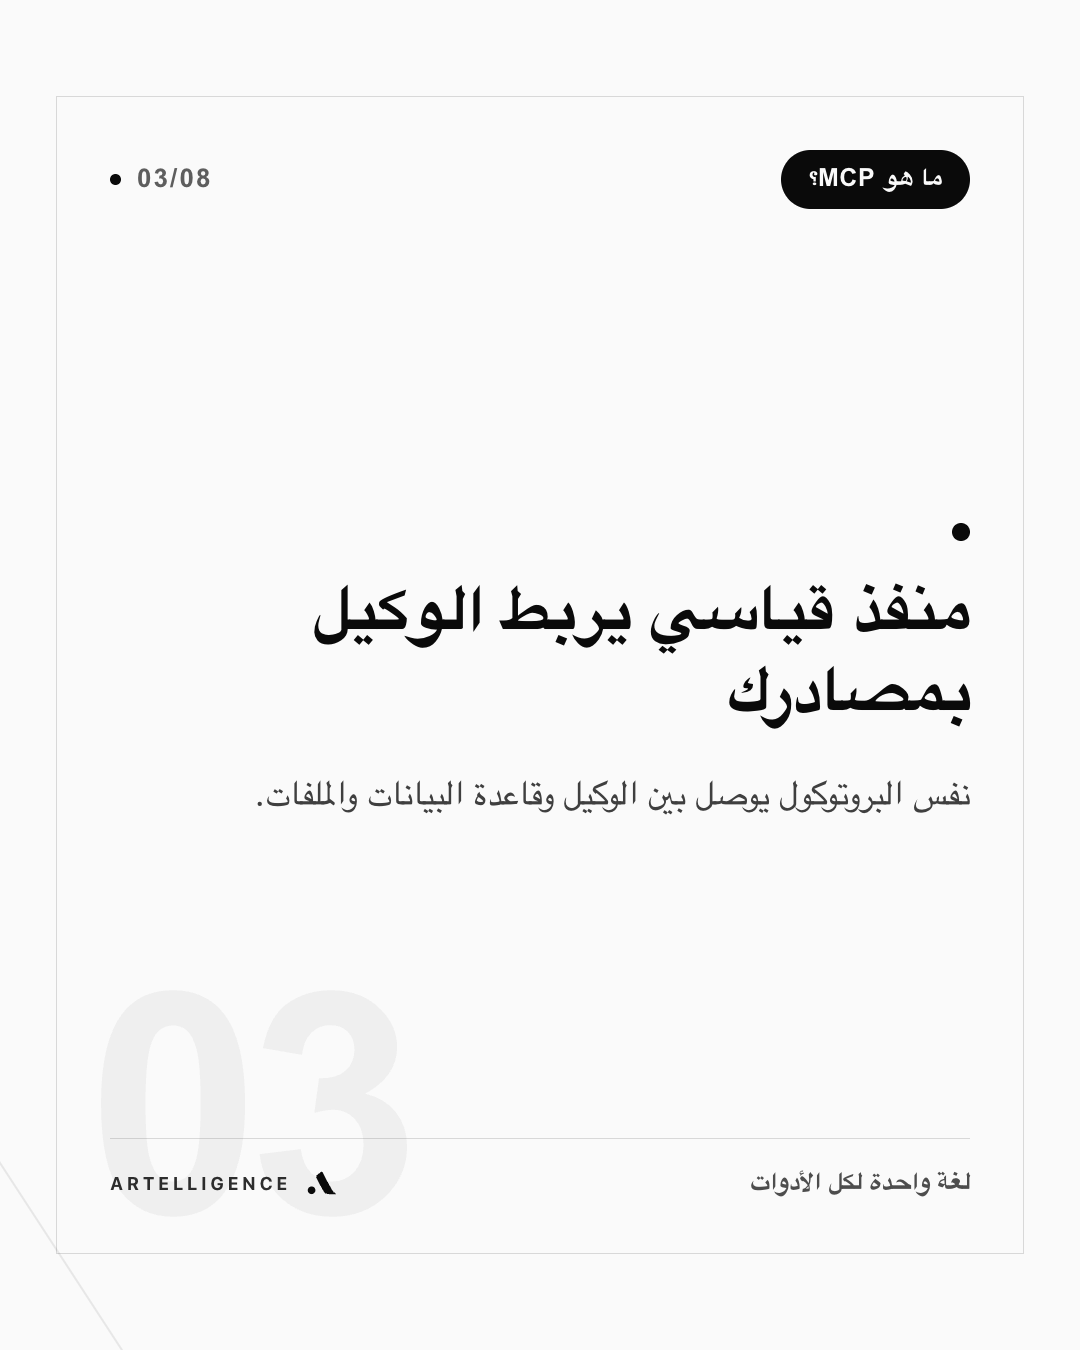 ما هو MCP؟
03/08
منفذ قياسي يربط الوكيل
بمصادرك
نفس البروتوكول يوصل بين الوكيل وقاعدة البيانات والملفات.
03
لغة واحدة لكل الأدوات
ARTELLIGENCE